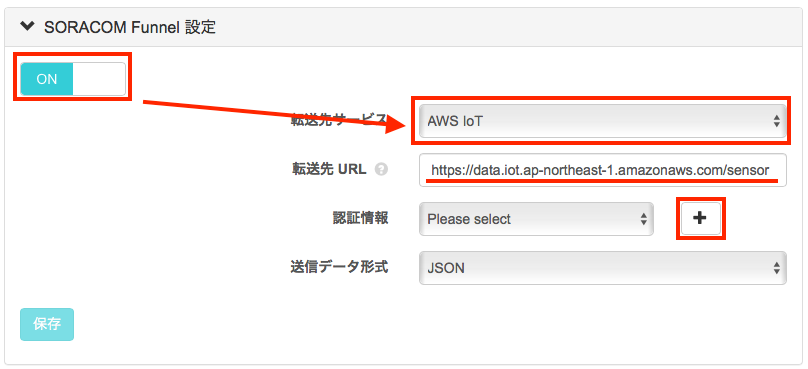 SORACOM Funnel 設定
ON
転送先サービス
AWS IoT
転送先 URL ?
https://data.iot.ap-northeast-1.amazonaws.com/sensor
認証情報
Please select
+
送信データ形式
JSON
保存